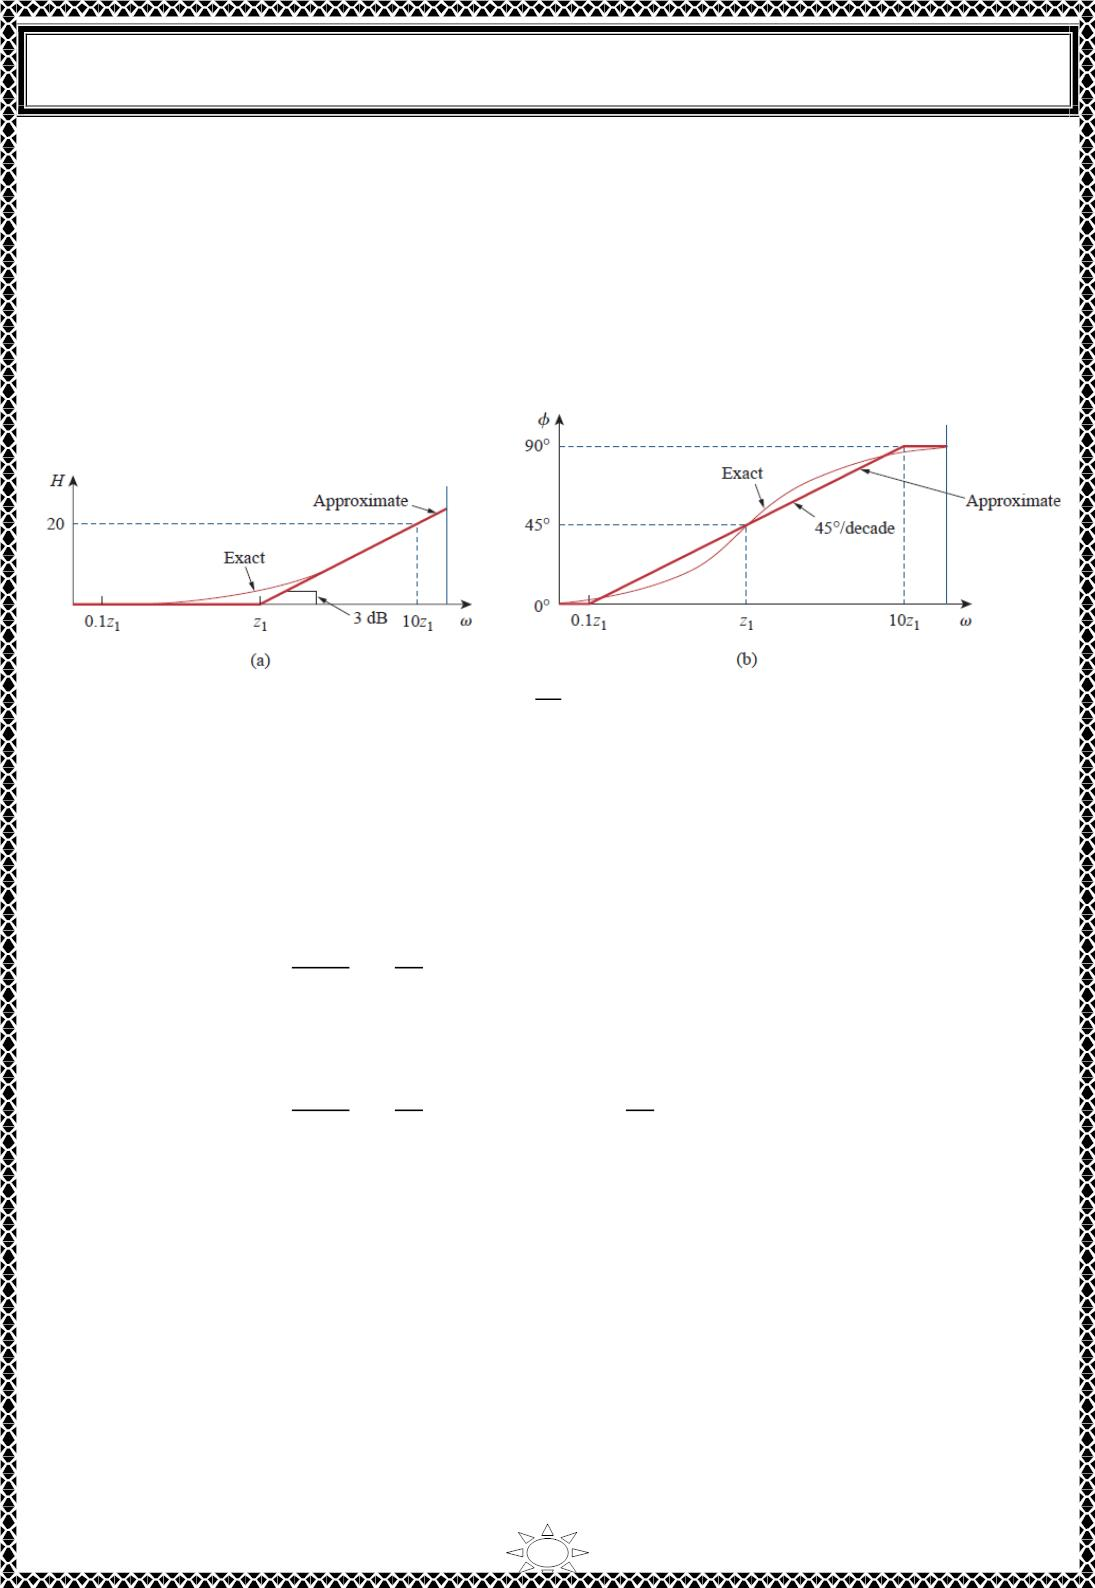 H
20
Approximate
Exact
3 dB
0.1z₁
z₁
10z₁
ω
(a)
ϕ
90°
45°
0°
Exact
Approximate
45°/decade
0.1z₁
z₁
10z₁
ω
(b)